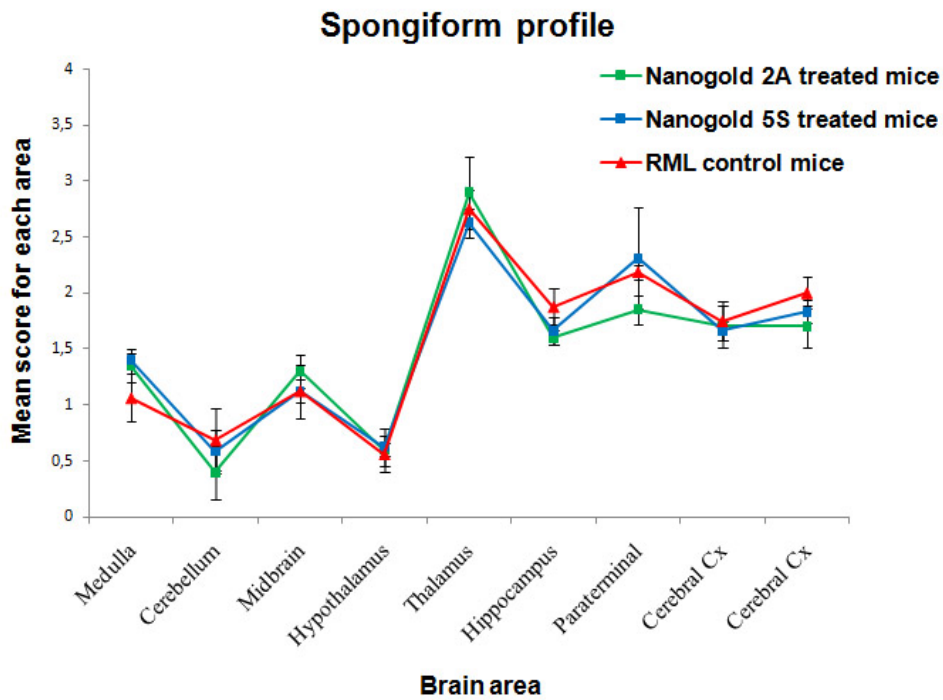 Spongiform profile
Nanogold 2A treated mice
Nanogold 5S treated mice
RML control mice
Mean score for each area
4
3,5
3
2,5
2
1,5
1
0,5
0
Medulla
Cerebellum
Midbrain
Hypothalamus
Thalamus
Hippocampus
Paraterminal
Cerebral Cx
Cerebral Cx
Brain area